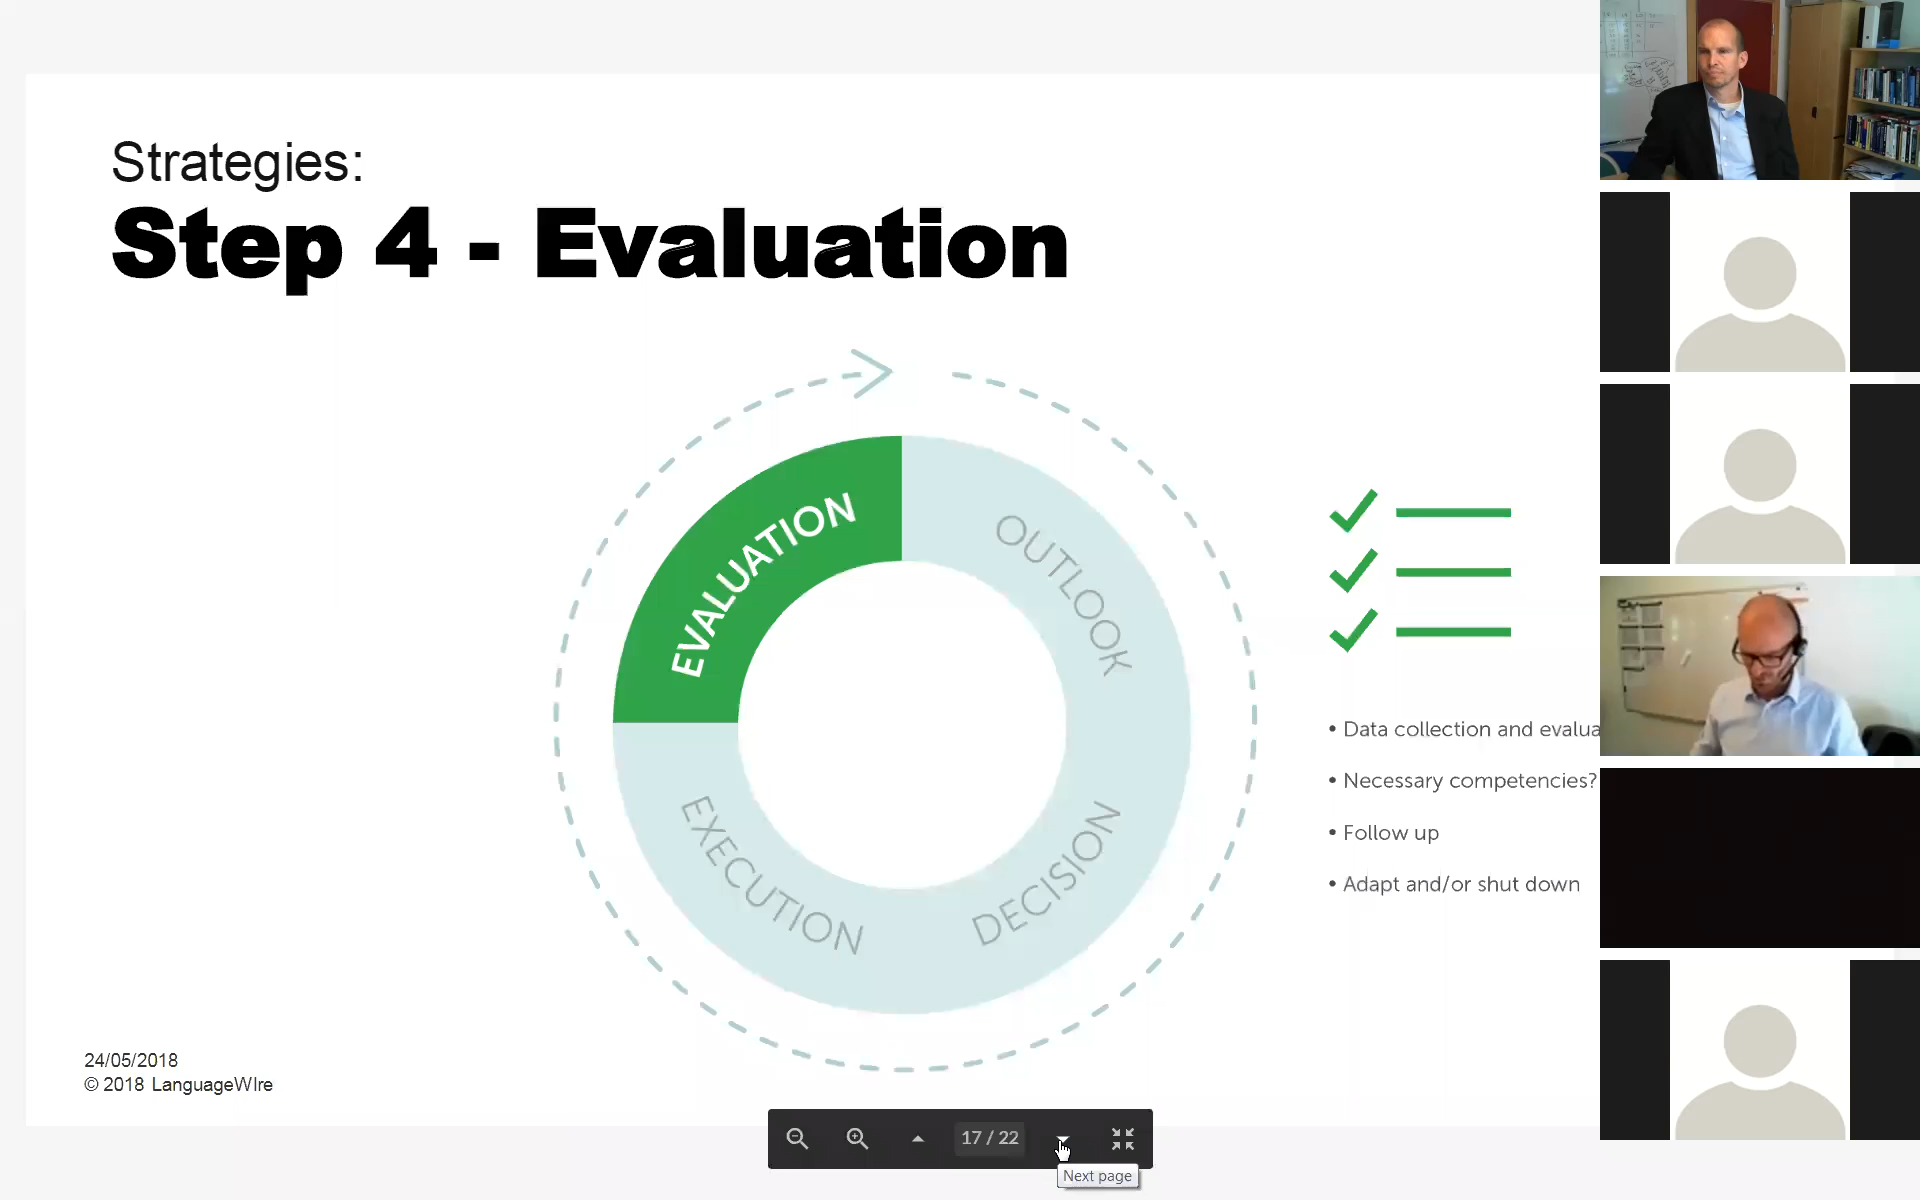 Strategies:
Step 4 - Evaluation
EVALUATION
OUTLOOK
EXECUTION
DECISION
• Data collection and evalua
• Necessary competencies?
• Follow up
• Adapt and/or shut down
24/05/2018
© 2018 LanguageWIre
17 / 22
Next page